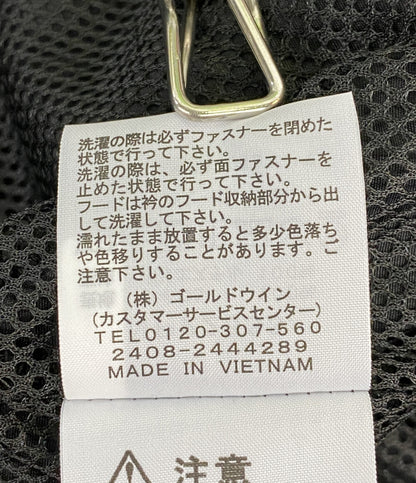 洗濯の際は必ずファスナーを閉めた
状態で行って下さい。
洗濯の際は、必ず面ファスナーを
止めた状態で行って下さい。
フードは衿のフード収納部分から出
して洗濯して下さい。
濡れたまま放置すると多少色落ち
や色移りすることがあります。ご
注意下さい。
(株) ゴールドウイン
(カスタマーサービスセンター)
TEL0120-307-560
2408-2444289
MADE IN VIETNAM
注意